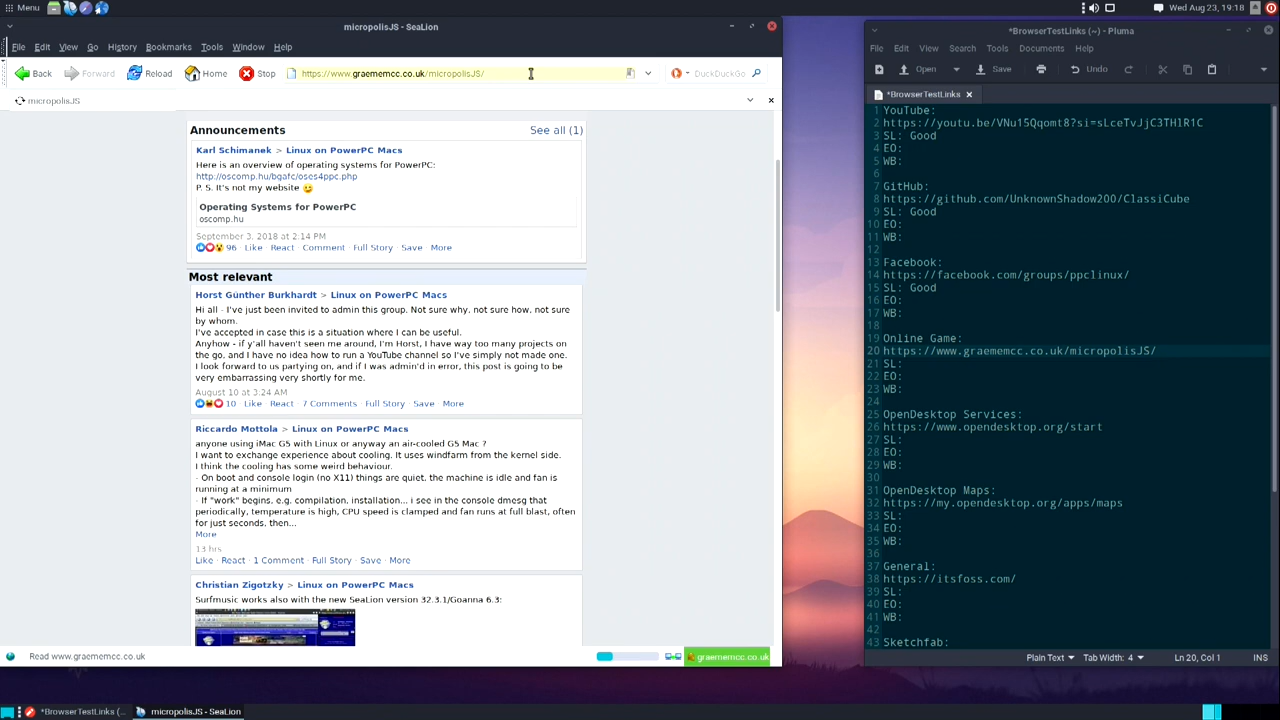 Menu
Wed Aug 23, 19:18
micropolisJS - SeaLion
File Edit View Go History Bookmarks Tools Window Help
Back Forward Reload Home Stop https://www.graememcc.co.uk/micropolisJS/ DuckDuckGo
micropolisJS
Announcements See all (1)
Karl Schimanek > Linux on PowerPC Macs
Here is an overview of operating systems for PowerPC:
http://oscomp.hu/bqafc/oses4ppc.php
P. S. It's not my website
Operating Systems for PowerPC
oscomp.hu
September 3, 2018 at 2:14 PM
96 · Like · React · Comment · Full Story · Save · More
Most relevant
Horst Günther Burkhardt > Linux on PowerPC Macs
Hi all - I've just been invited to admin this group. Not sure why, not sure how, not sure
by whom.
I've accepted in case this is a situation where I can be useful.
Anyhow - if y'all haven't seen me around, I'm Horst, I have way too many projects on
the go, and I have no idea how to run a YouTube channel so I've simply not made one.
I look forward to us partying on, and if I was admin'd in error, this post is going to be
very embarrassing very shortly for me.
August 10 at 3:24 AM
10 · Like · React · 7 Comments · Full Story · Save · More
Riccardo Mottola > Linux on PowerPC Macs
anyone using iMac G5 with Linux or anyway an air-cooled G5 Mac ?
I want to exchange experience about cooling. It uses windfarm from the kernel side.
I think the cooling has some weird behaviour.
- On boot and console login (no X11) things are quiet, the machine is idle and fan is
running at a minimum
- If "work" begins, e.g. compilation, installation... i see in the console dmesg that
periodically, temperature is high, CPU speed is clamped and fan runs at full blast, often
for just seconds, then...
More
13 hrs
Like · React · 1 Comment · Full Story · Save · More
Christian Zigotzky > Linux on PowerPC Macs
Surfmusic works also with the new SeaLion version 32.3.1/Goanna 6.3:
Read www.graememcc.co.uk
graememcc.co.uk
*BrowserTestLinks (~) - Pluma
File Edit View Search Tools Documents Help
Open Save Undo
*BrowserTestLinks
1 YouTube:
2 https://youtu.be/VNu15Qqomt8?si=sLceTvJjC3TH1R1C
3 SL: Good
4 EO:
5 WB:
6
7 GitHub:
8 https://github.com/UnknownShadow200/ClassiCube
9 SL: Good
10 EO:
11 WB:
12
13 Facebook:
14 https://facebook.com/groups/ppclinux/
15 SL: Good
16 EO:
17 WB:
18
19 Online Game:
20 https://www.graememcc.co.uk/micropolisJS/
21 SL:
22 EO:
23 WB:
24
25 OpenDesktop Services:
26 https://www.opendesktop.org/start
27 SL:
28 EO:
29 WB:
30
31 OpenDesktop Maps:
32 https://my.opendesktop.org/apps/maps
33 SL:
34 EO:
35 WB:
36
37 General:
38 https://itsfoss.com/
39 SL:
40 EO:
41 WB:
42
43 Sketchfab:
Plain Text Tab Width: 4 Ln 20, Col 1 INS
*BrowserTestLinks (... micropolisJS - SeaLion